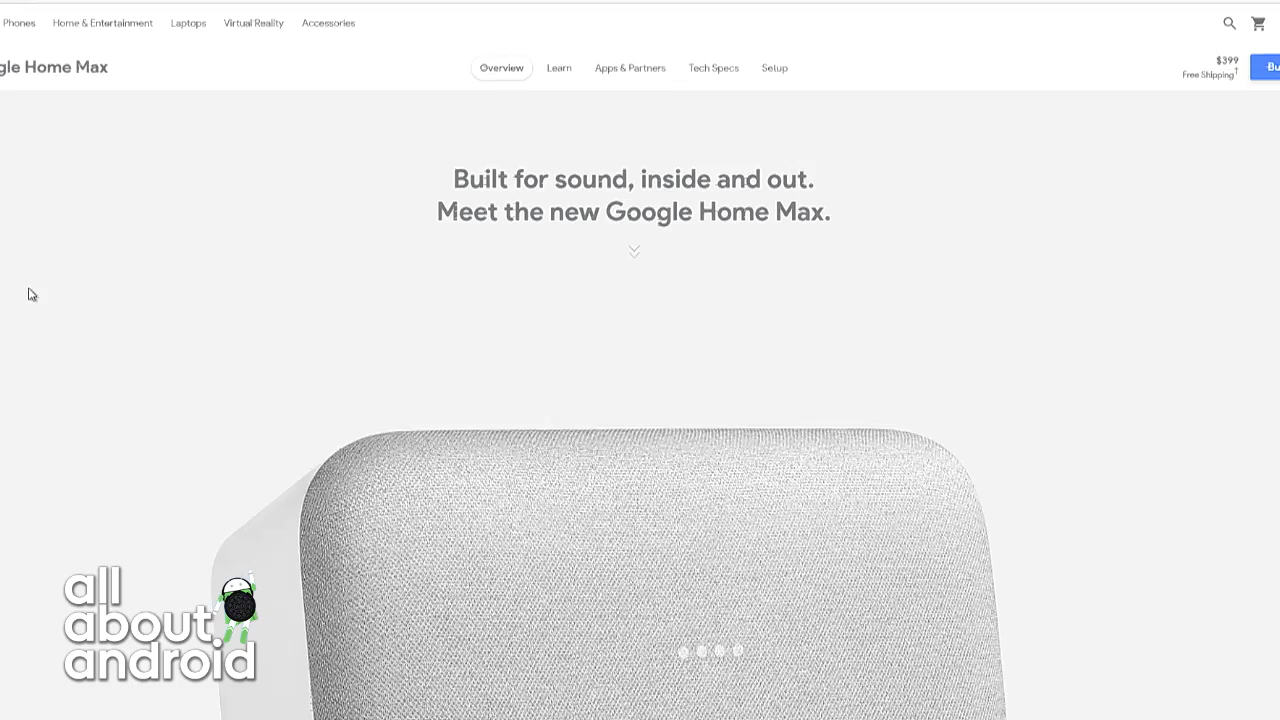 Phones Home & Entertainment Laptops Virtual Reality Accessories
gle Home Max Overview Learn Apps & Partners Tech Specs Setup $399
Free Shipping† Bu
Built for sound, inside and out.
Meet the new Google Home Max.
all
about
android